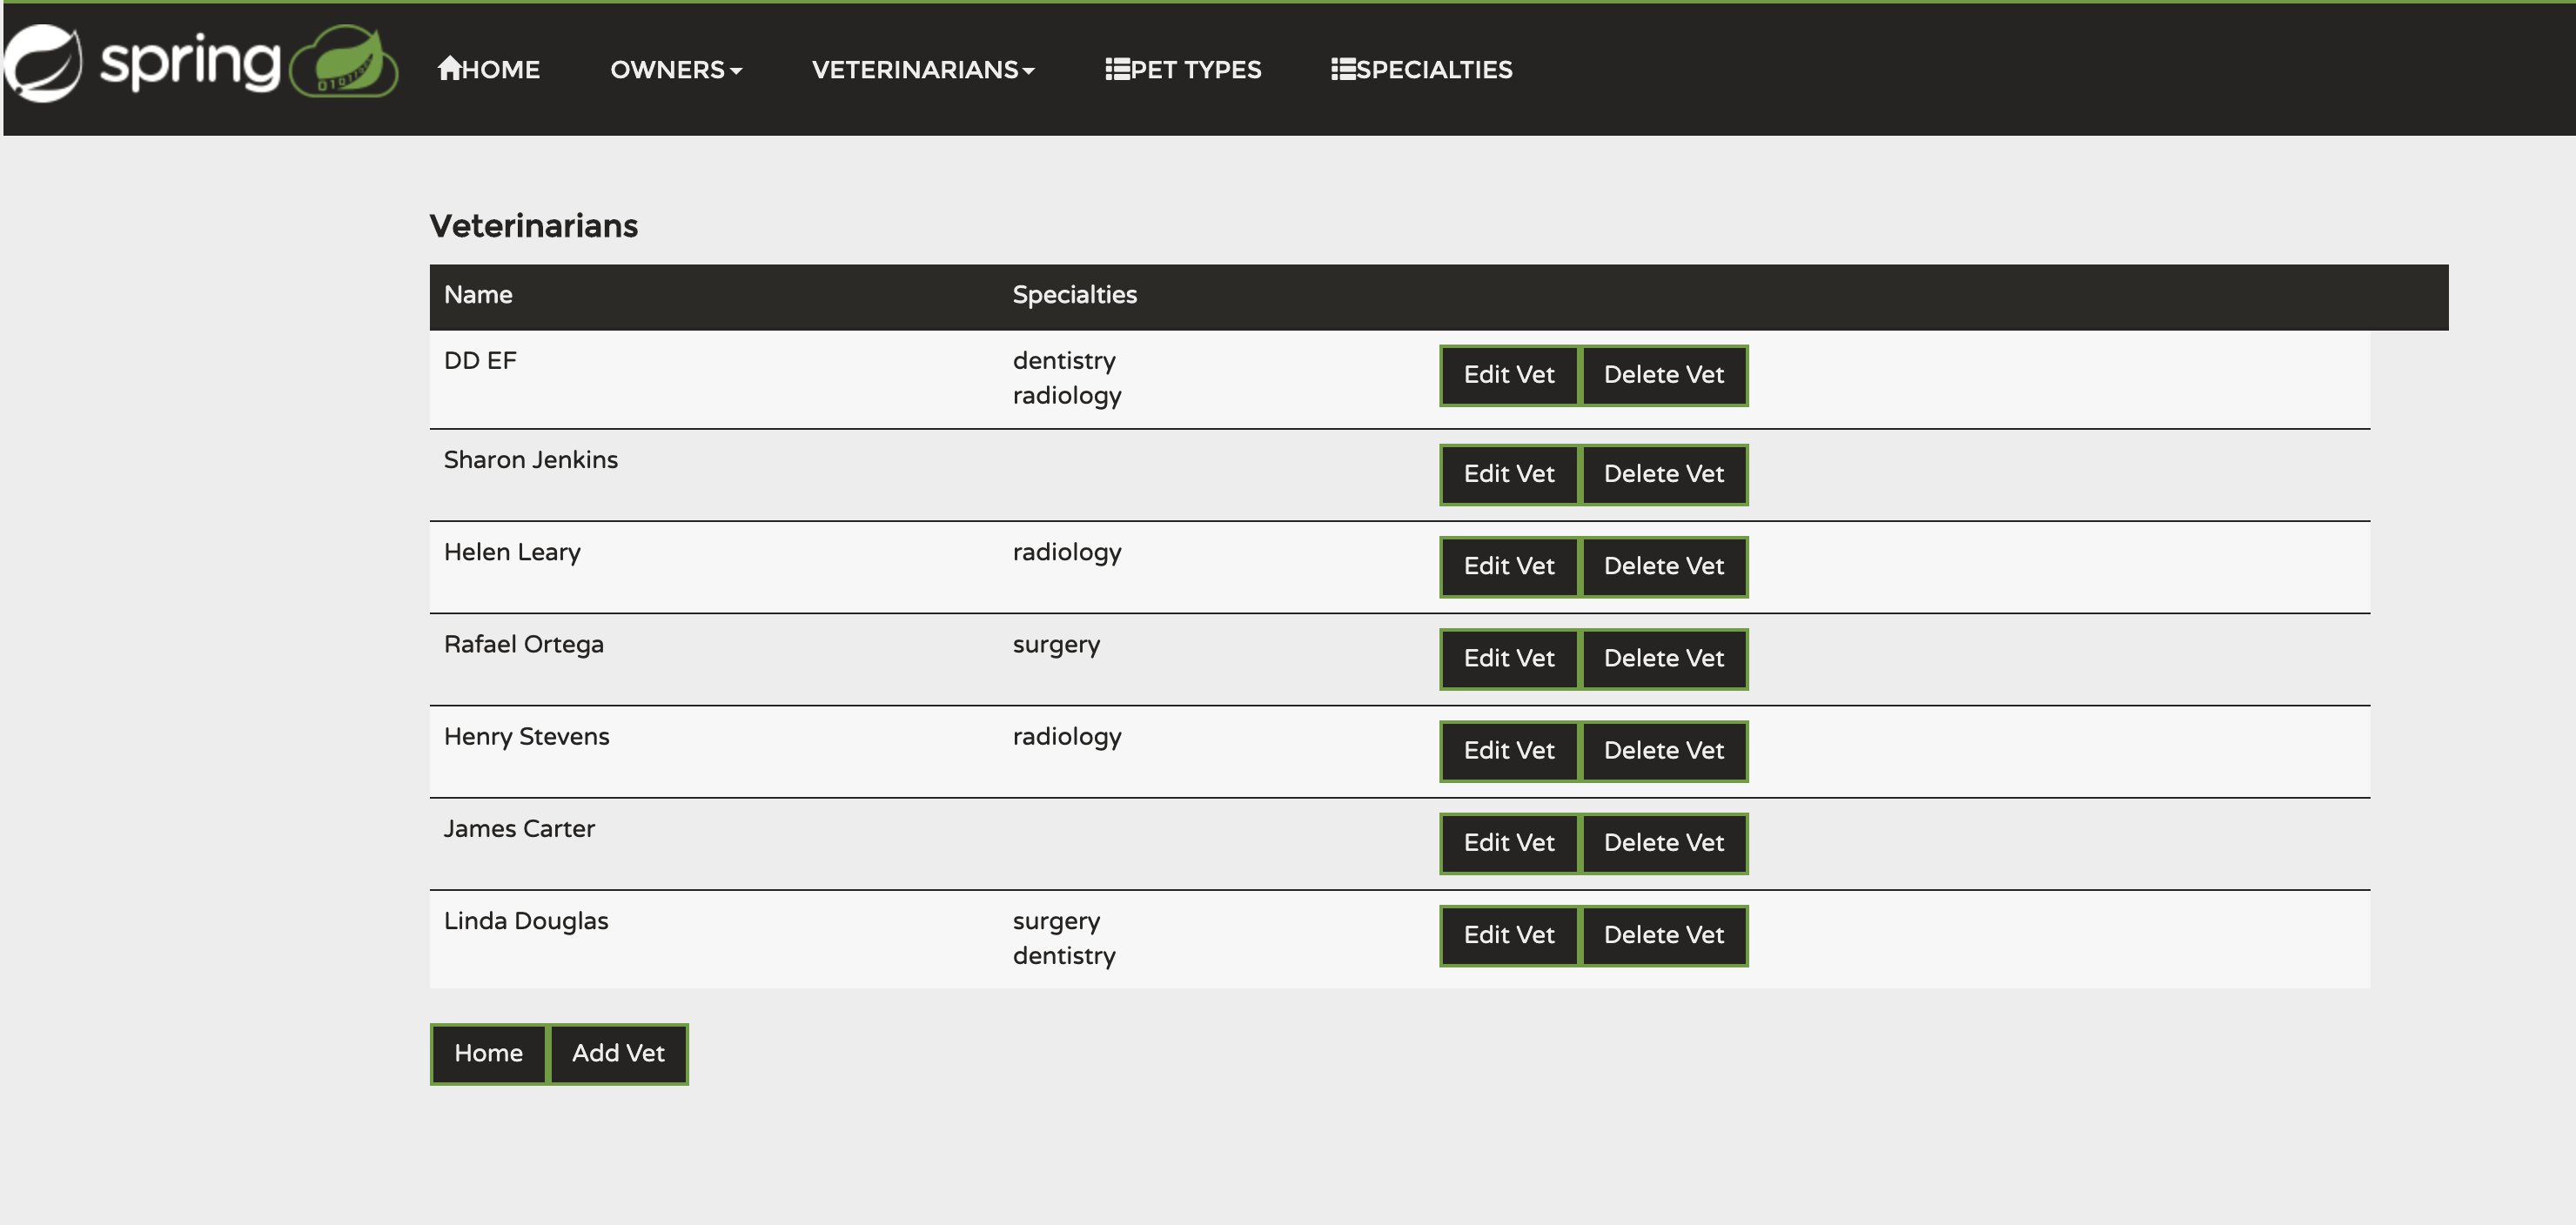 spring HOME OWNERS VETERINARIANS PET TYPES SPECIALTIES
Veterinarians
Name Specialties
DD EF dentistry Edit Vet Delete Vet
radiology
Sharon Jenkins Edit Vet Delete Vet
Helen Leary radiology Edit Vet Delete Vet
Rafael Ortega surgery Edit Vet Delete Vet
Henry Stevens radiology Edit Vet Delete Vet
James Carter Edit Vet Delete Vet
Linda Douglas surgery Edit Vet Delete Vet
dentistry
Home Add Vet